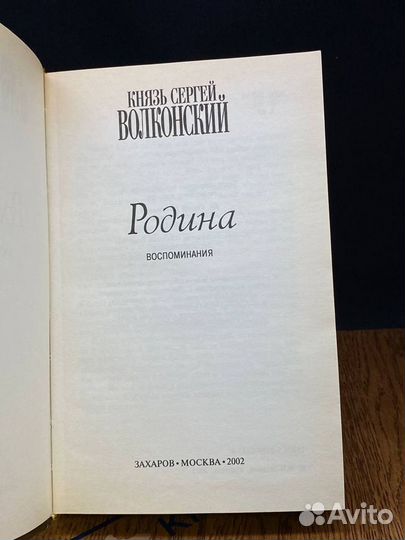 КНЯЗЬ СЕРГЕЙ
ВОЛКОНСКИЙ
Родина
ВОСПОМИНАНИЯ
ЗАХАРОВ • МОСКВА • 2002
Avito